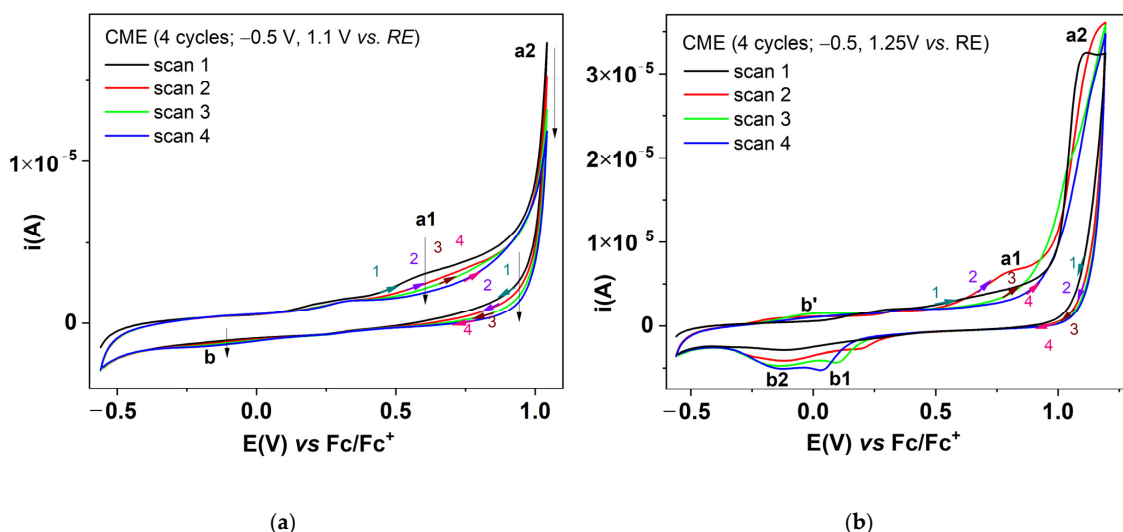 CME (4 cycles; −0.5 V, 1.1 V vs. RE)
scan 1
scan 2
scan 3
scan 4
a2
a1
1
2
3
4
1
2
3
4
b
1×10⁻⁵
0
i(A)
−0.5
0.0
0.5
1.0
E(V) vs Fc/Fc⁺
(a)
CME (4 cycles; −0.5, 1.25V vs. RE)
scan 1
scan 2
scan 3
scan 4
a2
a1
1
2
3
4
1
2
3
4
b'
b2
b1
3×10⁻⁵
2×10⁻⁵
1×10⁻⁵
0
i(A)
−0.5
0.0
0.5
1.0
E(V) vs Fc/Fc⁺
(b)